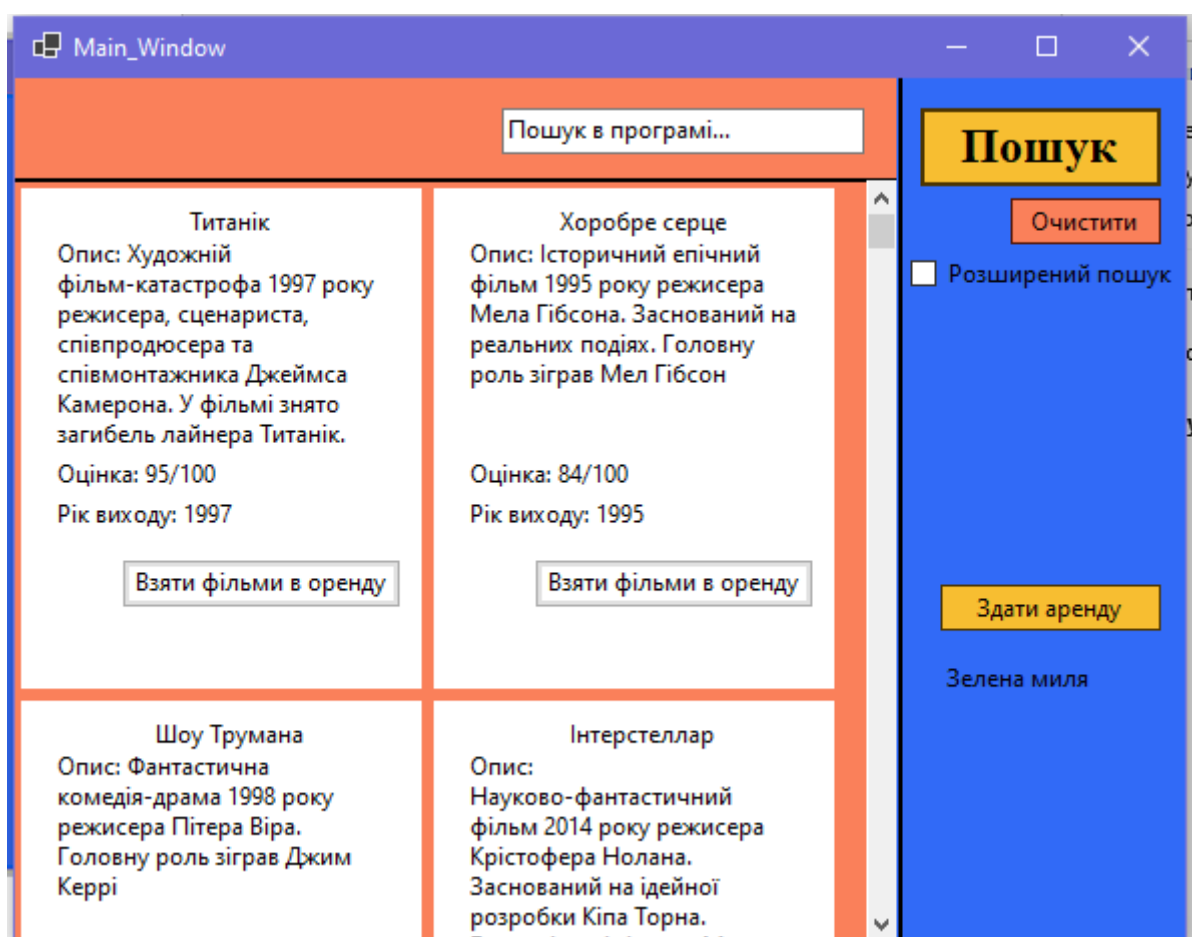 Main_Window
Пошук в програмі...
Титанік
Опис: Художній
фільм-катастрофа 1997 року
режисера, сценариста,
співпродюсера та
співмонтажника Джеймса
Камерона. У фільмі знято
загибель лайнера Титанік.
Оцінка: 95/100
Рік виходу: 1997
Взяти фільми в оренду
Хоробре серце
Опис: Історичний епічний
фільм 1995 року режисера
Мела Гібсона. Заснований на
реальних подіях. Головну
роль зіграв Мел Гібсон
Оцінка: 84/100
Рік виходу: 1995
Взяти фільми в оренду
Шоу Трумана
Опис: Фантастична
комедія-драма 1998 року
режисера Пітера Віра.
Головну роль зіграв Джим
Керрі
Інтерстеллар
Опис:
Науково-фантастичний
фільм 2014 року режисера
Крістофера Нолана.
Заснований на ідейної
розробки Кіпа Торна.
Пошук
Очистити
Розширений пошук
Здати аренду
Зелена миля